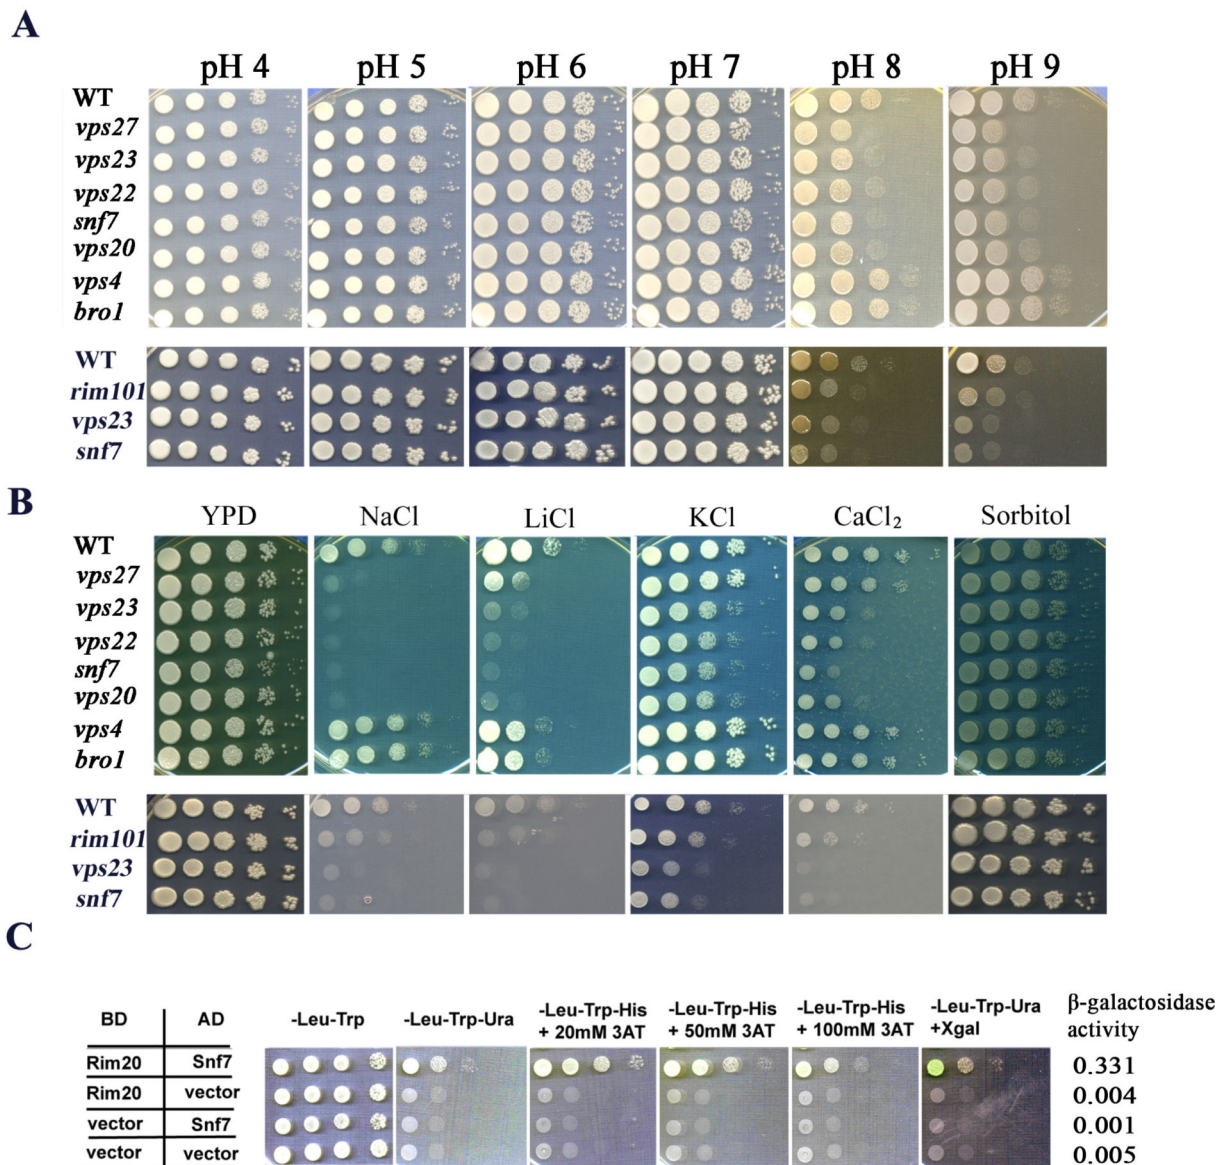 A
pH 4 pH 5 pH 6 pH 7 pH 8 pH 9
WT
vps27
vps23
vps22
snf7
vps20
vps4
bro1
WT
rim101
vps23
snf7
B
YPD NaCl LiCl KCl CaCl₂ Sorbitol
WT
vps27
vps23
vps22
snf7
vps20
vps4
bro1
WT
rim101
vps23
snf7
C
BD AD -Leu-Trp -Leu-Trp-Ura -Leu-Trp-His + 20mM 3AT -Leu-Trp-His + 50mM 3AT -Leu-Trp-His + 100mM 3AT -Leu-Trp-Ura +Xgal β-galactosidase activity
Rim20 Snf7 0.331
Rim20 vector 0.004
vector Snf7 0.001
vector vector 0.005